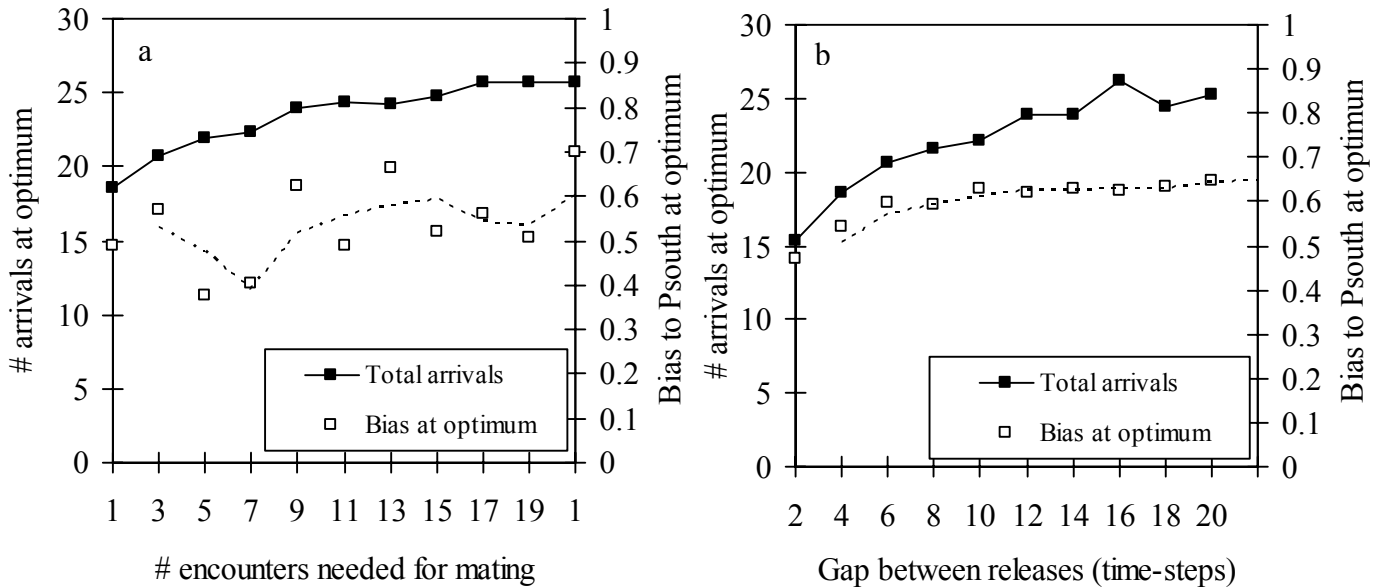 a
30
25
20
15
10
5
0
# arrivals at optimum
1
0.9
0.8
0.7
0.6
0.5
0.4
0.3
0.2
0.1
0
Bias to Psouth at optimum
Total arrivals
Bias at optimum
1 3 5 7 9 11 13 15 17 19 1
# encounters needed for mating
b
30
25
20
15
10
5
0
# arrivals at optimum
1
0.9
0.8
0.7
0.6
0.5
0.4
0.3
0.2
0.1
0
Bias to Psouth at optimum
Total arrivals
Bias at optimum
2 4 6 8 10 12 14 16 18 20
Gap between releases (time-steps)